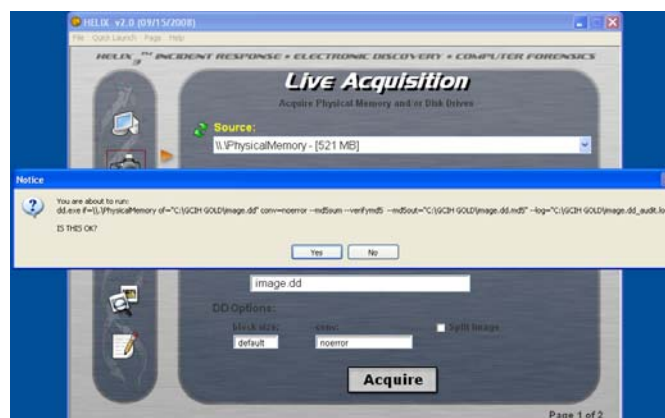 HELIX v2.0 (09/15/2008)
File Quick Launch Page Help
HELIX3™ INCIDENT RESPONSE • ELECTRONIC DISCOVERY • COMPUTER FORENSICS
Live Acquisition
Acquire Physical Memory and or Disk Drives
Source:
\\.\PhysicalMemory - [521 MB]
Notice
You are about to run:
dd.exe if=\\.\PhysicalMemory of="C:\GCIH GOLD\image.dd" conv=noerror --md5sum --verifymd5 --md5out="C:\GCIH GOLD\image.dd.md5" --log="C:\GCIH GOLD\image.dd_audit.lo
IS THIS OK?
Yes No
image.dd
DD Options:
block size: conv: Split Image
default noerror
Acquire
Page 1 of 2